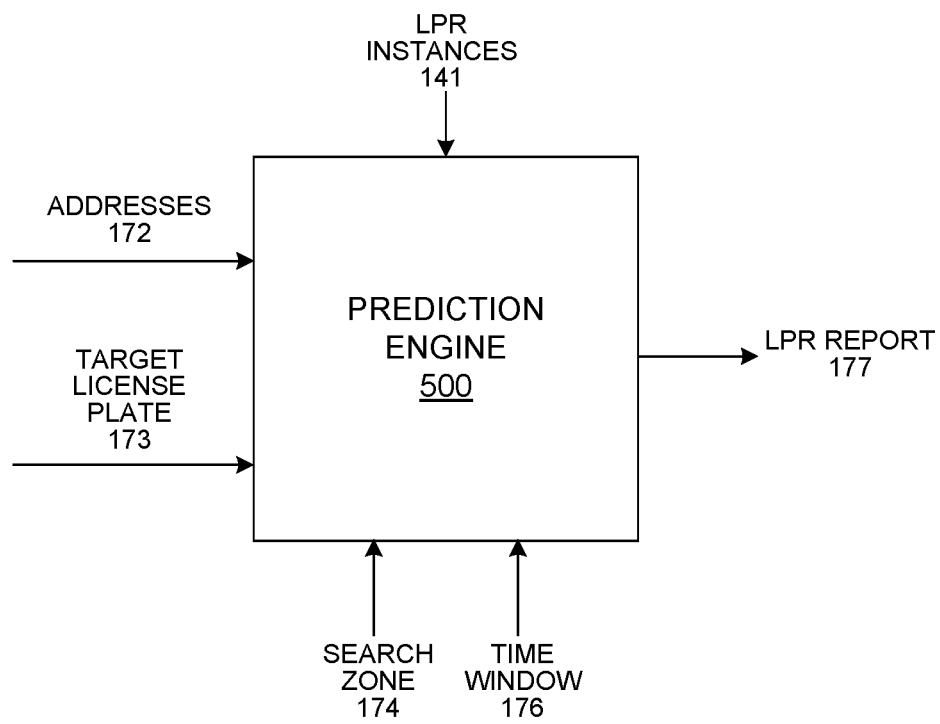 LPR
INSTANCES
141
ADDRESSES
172
PREDICTION
ENGINE
500
TARGET
LICENSE
PLATE
173
LPR REPORT
177
SEARCH
ZONE
174
TIME
WINDOW
176